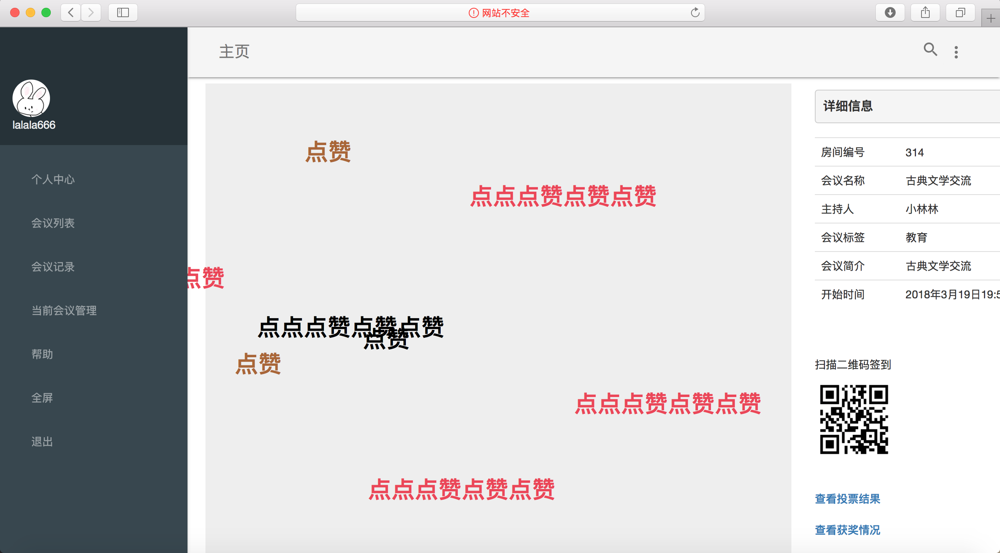 网站不安全
主页
lalala666
个人中心
会议列表
会议记录
当前会议管理
帮助
全屏
退出
点赞
点点点赞点赞点赞
点赞
点点点赞点赞点赞
点赞
点赞
点点点赞点赞点赞
点点点赞点赞点赞
详细信息
房间编号 314
会议名称 古典文学交流
主持人 小林林
会议标签 教育
会议简介 古典文学交流
开始时间 2018年3月19日19:5
扫描二维码签到
查看投票结果
查看获奖情况